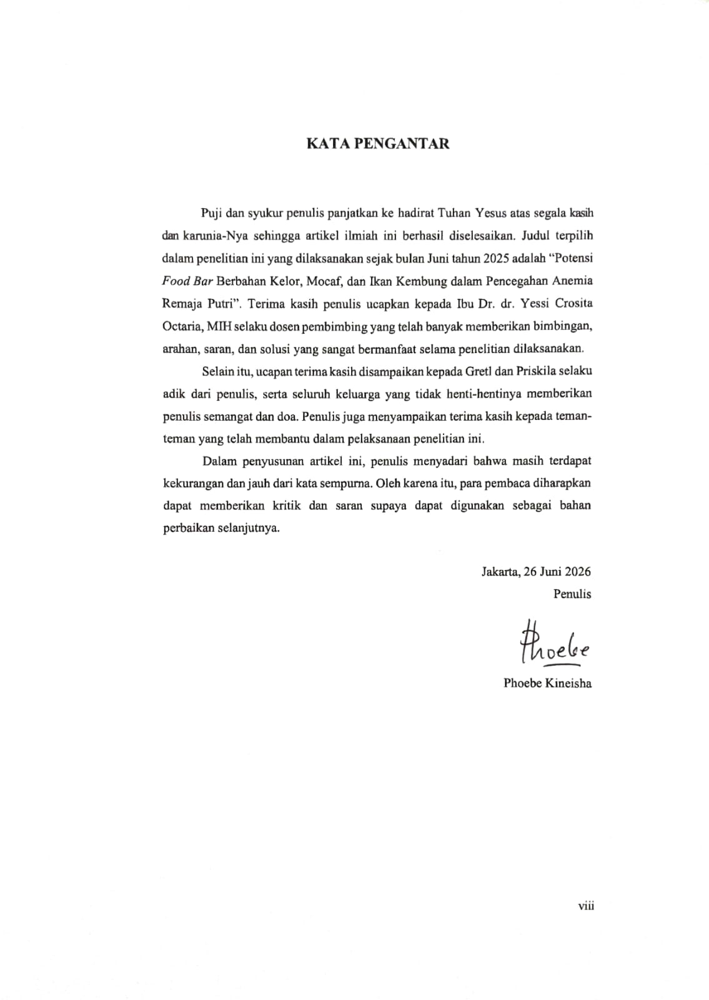 KATA PENGANTAR
Puji dan syukur penulis panjatkan ke hadirat Tuhan Yesus atas segala kasih
dan karunia-Nya sehingga artikel ilmiah ini berhasil diselesaikan. Judul terpilih
dalam penelitian ini yang dilaksanakan sejak bulan Juni tahun 2025 adalah “Potensi
Food Bar Berbahan Kelor, Mocaf, dan Ikan Kembung dalam Pencegahan Anemia
Remaja Putri”. Terima kasih penulis ucapkan kepada Ibu Dr. dr. Yessi Crosita
Octaria, MIH selaku dosen pembimbing yang telah banyak memberikan bimbingan,
arahan, saran, dan solusi yang sangat bermanfaat selama penelitian dilaksanakan.
Selain itu, ucapan terima kasih disampaikan kepada Gretl dan Priskila selaku
adik dari penulis, serta seluruh keluarga yang tidak henti-hentinya memberikan
penulis semangat dan doa. Penulis juga menyampaikan terima kasih kepada teman-
teman yang telah membantu dalam pelaksanaan penelitian ini.
Dalam penyusunan artikel ini, penulis menyadari bahwa masih terdapat
kekurangan dan jauh dari kata sempurna. Oleh karena itu, para pembaca diharapkan
dapat memberikan kritik dan saran supaya dapat digunakan sebagai bahan
perbaikan selanjutnya.
Jakarta, 26 Juni 2026
Penulis
Phoebe
Phoebe Kineisha
viii